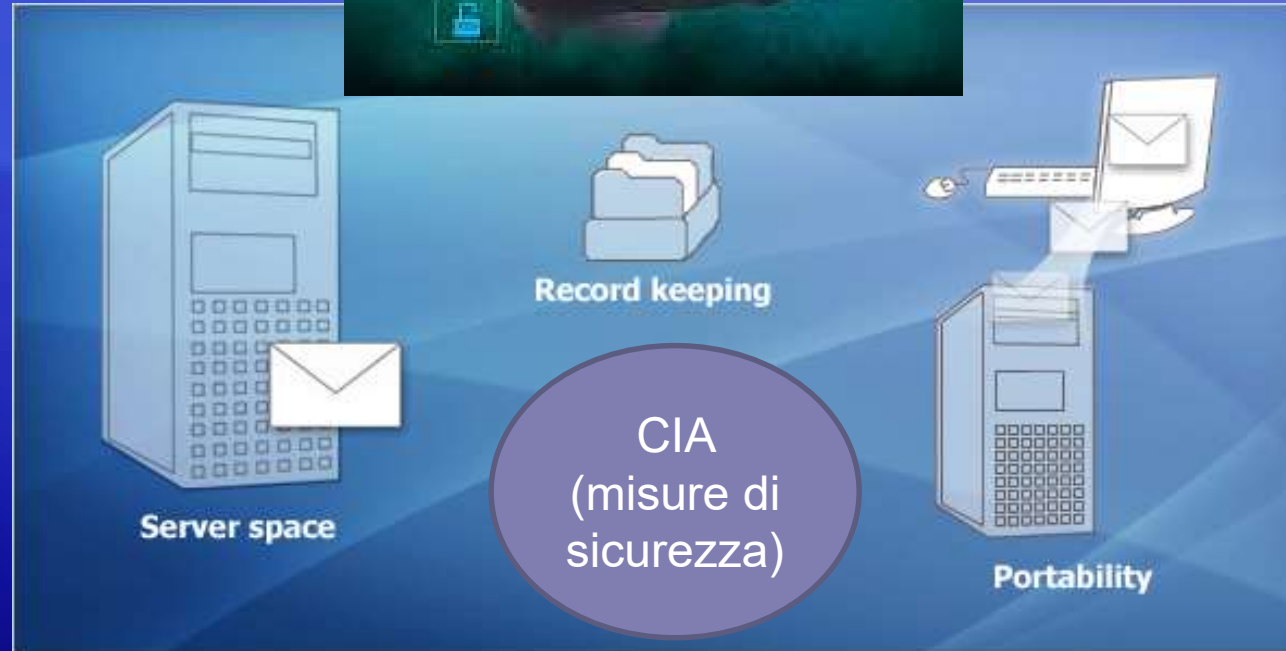 Record keeping
CIA
(misure di
sicurezza)
Server space
Portability